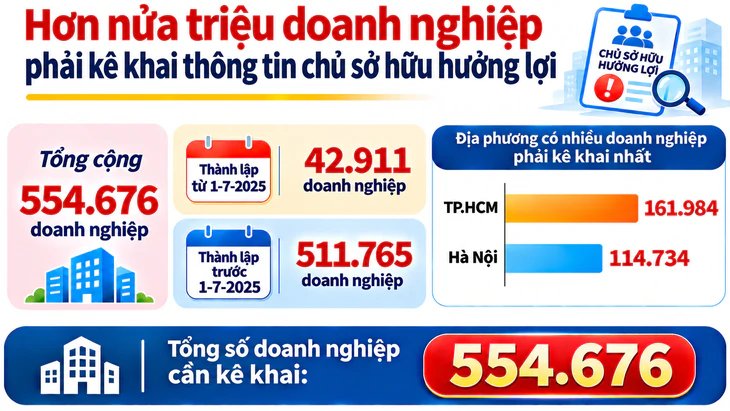 Hơn nửa triệu doanh nghiệp
phải kê khai thông tin chủ sở hữu hưởng lợi
CHỦ SỞ HỮU
HƯỞNG LỢI
Tổng cộng
554.676
doanh nghiệp
Thành lập
từ 1-7-2025
42.911
doanh nghiệp
Thành lập
trước
1-7-2025
511.765
doanh nghiệp
Địa phương có nhiều doanh nghiệp
phải kê khai nhất
TP.HCM 161.984
Hà Nội 114.734
Tổng số doanh nghiệp
cần kê khai:
554.676